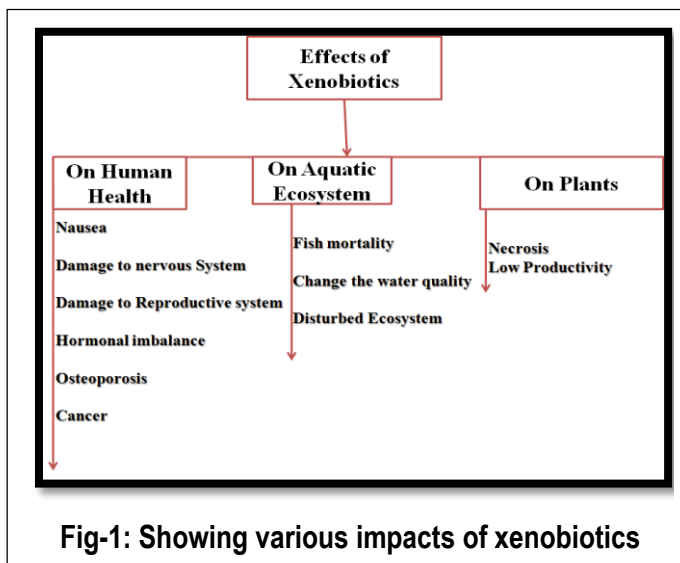 Effects of
Xenobiotics
On Human
Health
Nausea
Damage to nervous System
Damage to Reproductive system
Hormonal imbalance
Osteoporosis
Cancer
On Aquatic
Ecosystem
Fish mortality
Change the water quality
Disturbed Ecosystem
On Plants
Necrosis
Low Productivity
Fig-1: Showing various impacts of xenobiotics